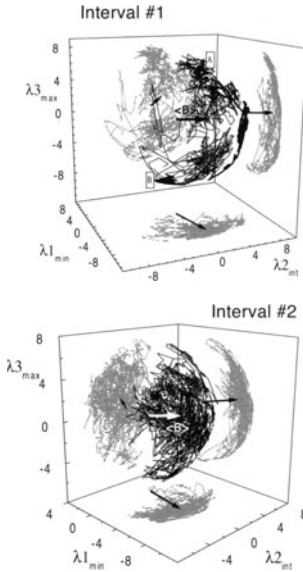 Interval #1
8
4
λ3max
0
-4
-8
A
<B>
B
8
4
0
-4
-8
λ1min
-8
-4
0
4
8
λ2int
Interval #2
8
λ3max
4
0
-4
<B>
4
0
-4
λ1min
-4
0
4
8
λ2int